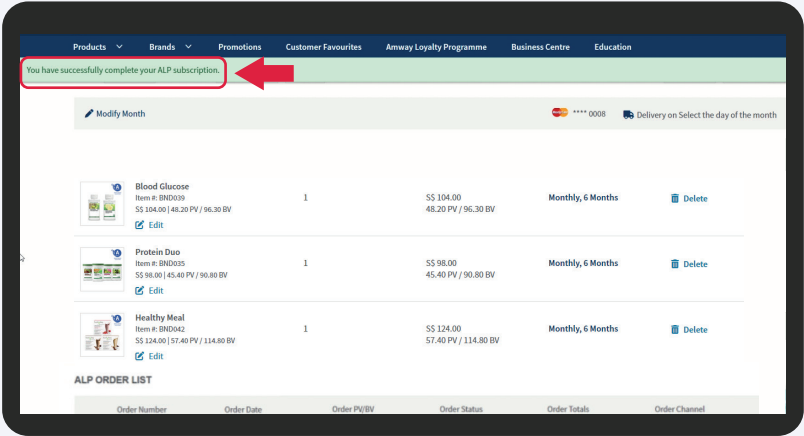 Products Brands Promotions Customer Favourites Amway Loyalty Programme Business Centre Education
You have successfully complete your ALP subscription.
Modify Month **** 0008 Delivery on Select the day of the month
Blood Glucose
Item #: BND039 1 S$ 104.00 Monthly, 6 Months Delete
S$ 104.00 | 48.20 PV / 96.30 BV 48.20 PV / 96.30 BV
Edit
Protein Duo
Item #: BND035 1 S$ 98.00 Monthly, 6 Months Delete
S$ 98.00 | 45.40 PV / 90.80 BV 45.40 PV / 90.80 BV
Edit
Healthy Meal
Item #: BND042 1 S$ 124.00 Monthly, 6 Months Delete
S$ 124.00 | 57.40 PV / 114.80 BV 57.40 PV / 114.80 BV
Edit
ALP ORDER LIST
Order Number Order Date Order PV/BV Order Status Order Totals Order Channel